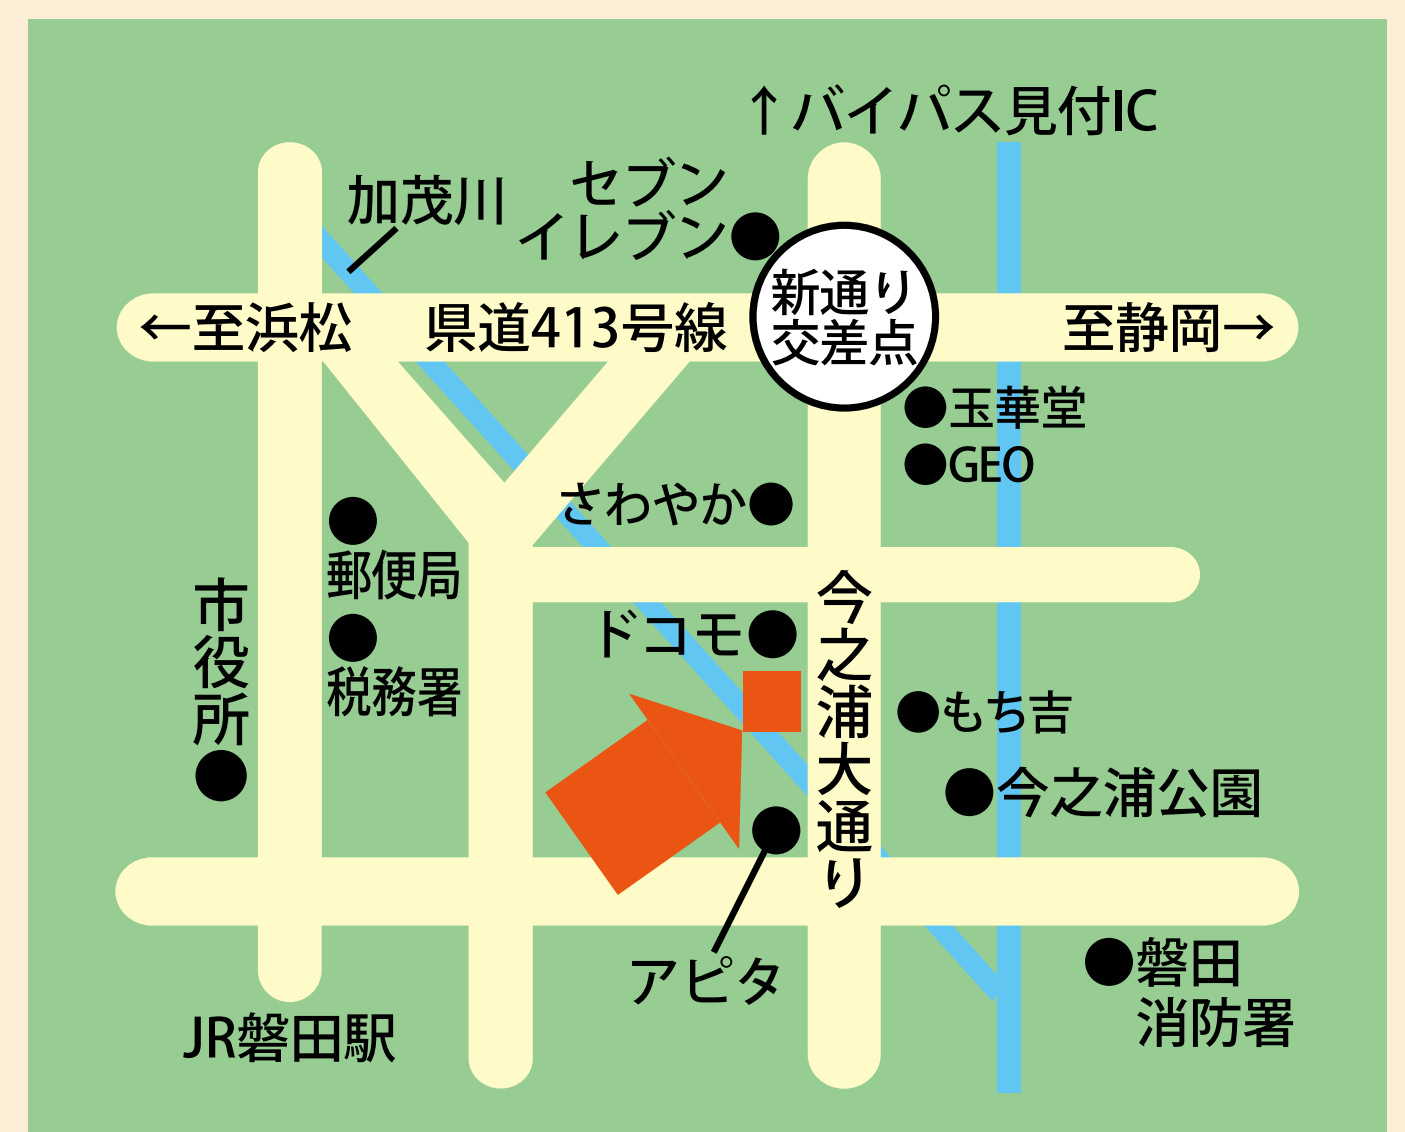 ↑バイパス見付IC
セブン
イレブン
加茂川
新通り
交差点
←至浜松
県道413号線
至静岡→
玉華堂
GEO
さわやか
郵便局
市役所
今之浦大通り
ドコモ
税務署
もち吉
今之浦公園
アピタ
磐田
消防署
JR磐田駅